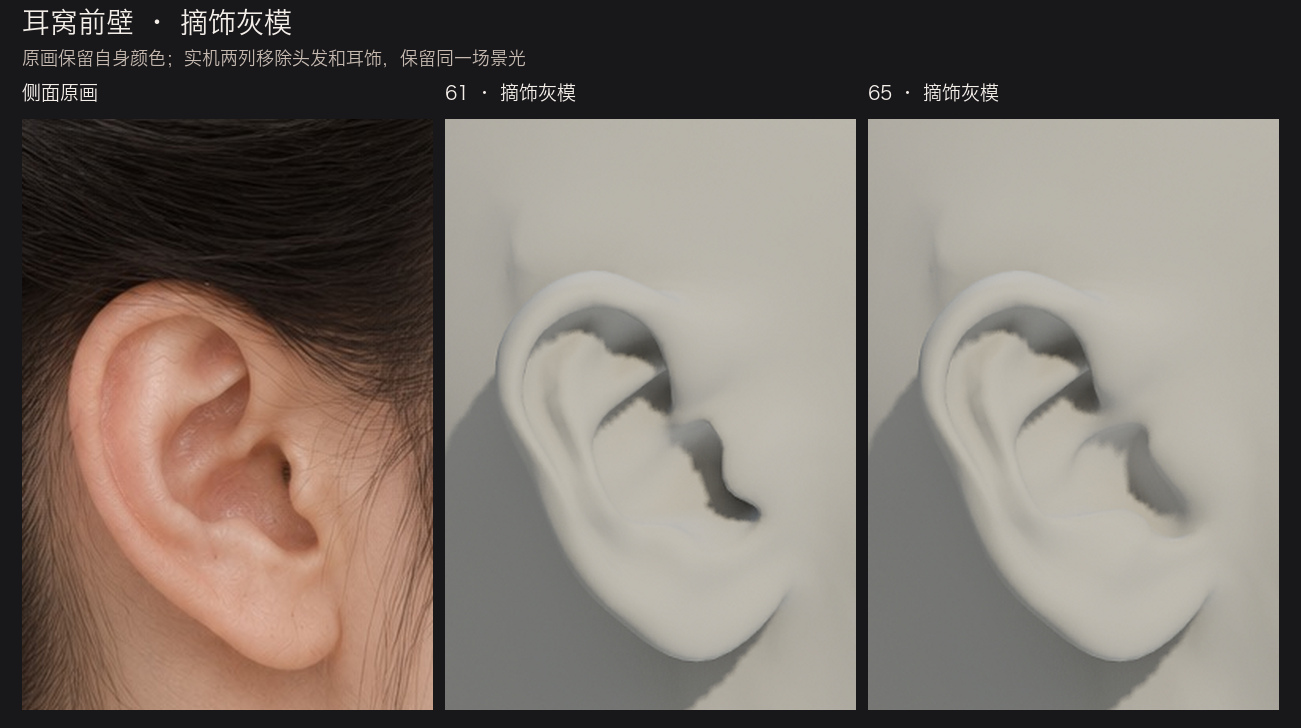 耳窝前壁 · 摘饰灰模
原画保留自身颜色；实机两列移除头发和耳饰，保留同一场景光
侧面原画
61 · 摘饰灰模
65 · 摘饰灰模